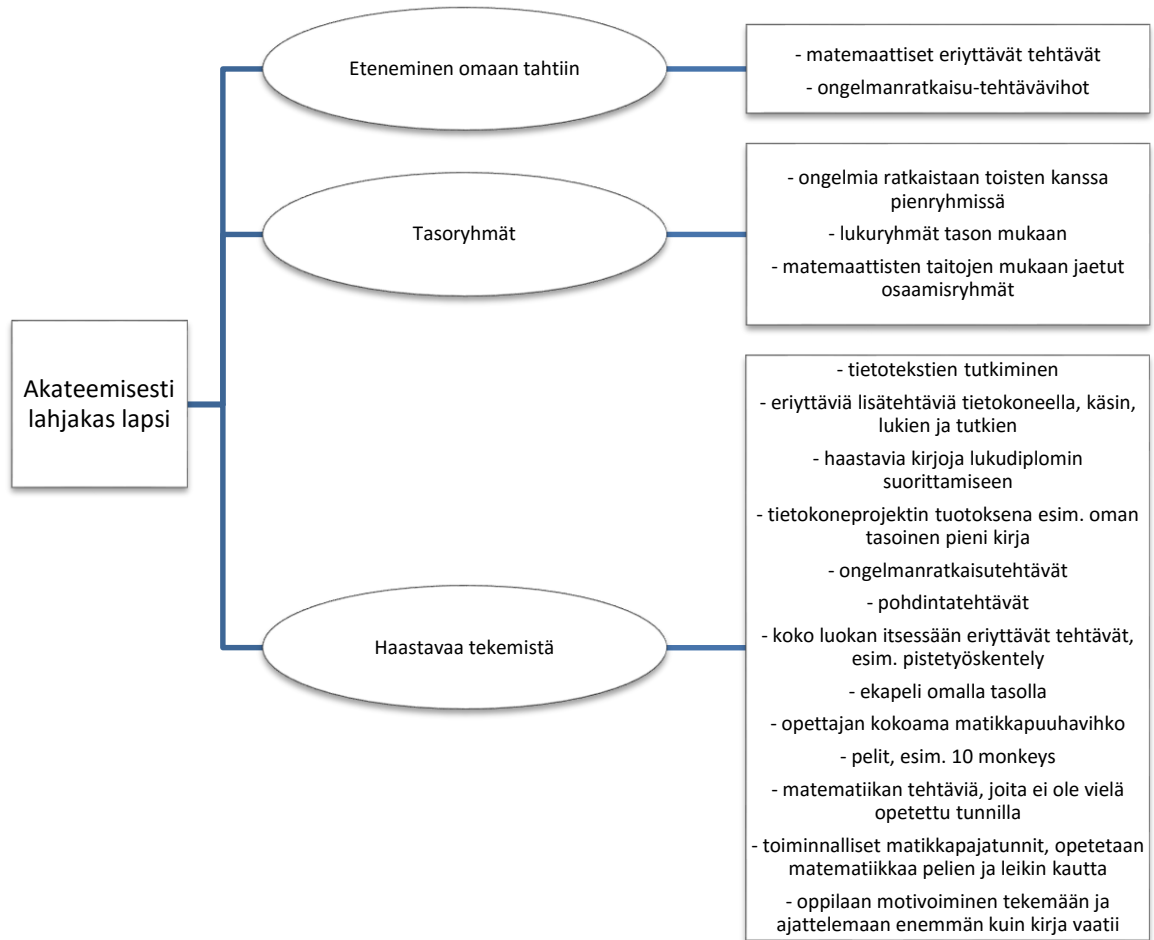 Eteneminen omaan tahtiin
- matemaattiset eriyttävät tehtävät
- ongelmanratkaisu-tehtävävihot
Tasoryhmät
- ongelmia ratkaistaan toisten kanssa
pienryhmissä
- lukuryhmät tason mukaan
- matemaattisten taitojen mukaan jaetut
osaamisryhmät
Akateemisesti
lahjakas lapsi
Haastavaa tekemistä
- tietotekstien tutkiminen
- eriyttäviä lisätehtäviä tietokoneella, käsin,
lukien ja tutkien
- haastavia kirjoja lukudiplomin
suorittamiseen
- tietokoneprojektin tuotoksena esim. oman
tasoinen pieni kirja
- ongelmanratkaisutehtävät
- pohdintatehtävät
- koko luokan itsessään eriyttävät tehtävät,
esim. pistetyöskentely
- ekapeli omalla tasolla
- opettajan kokoama matikkapuuhavihko
- pelit, esim. 10 monkeys
- matematiikan tehtäviä, joita ei ole vielä
opetettu tunnilla
- toiminnalliset matikkapajatunnit, opetetaan
matematiikkaa pelien ja leikin kautta
- oppilaan motivoiminen tekemään ja
ajattelemaan enemmän kuin kirja vaatii